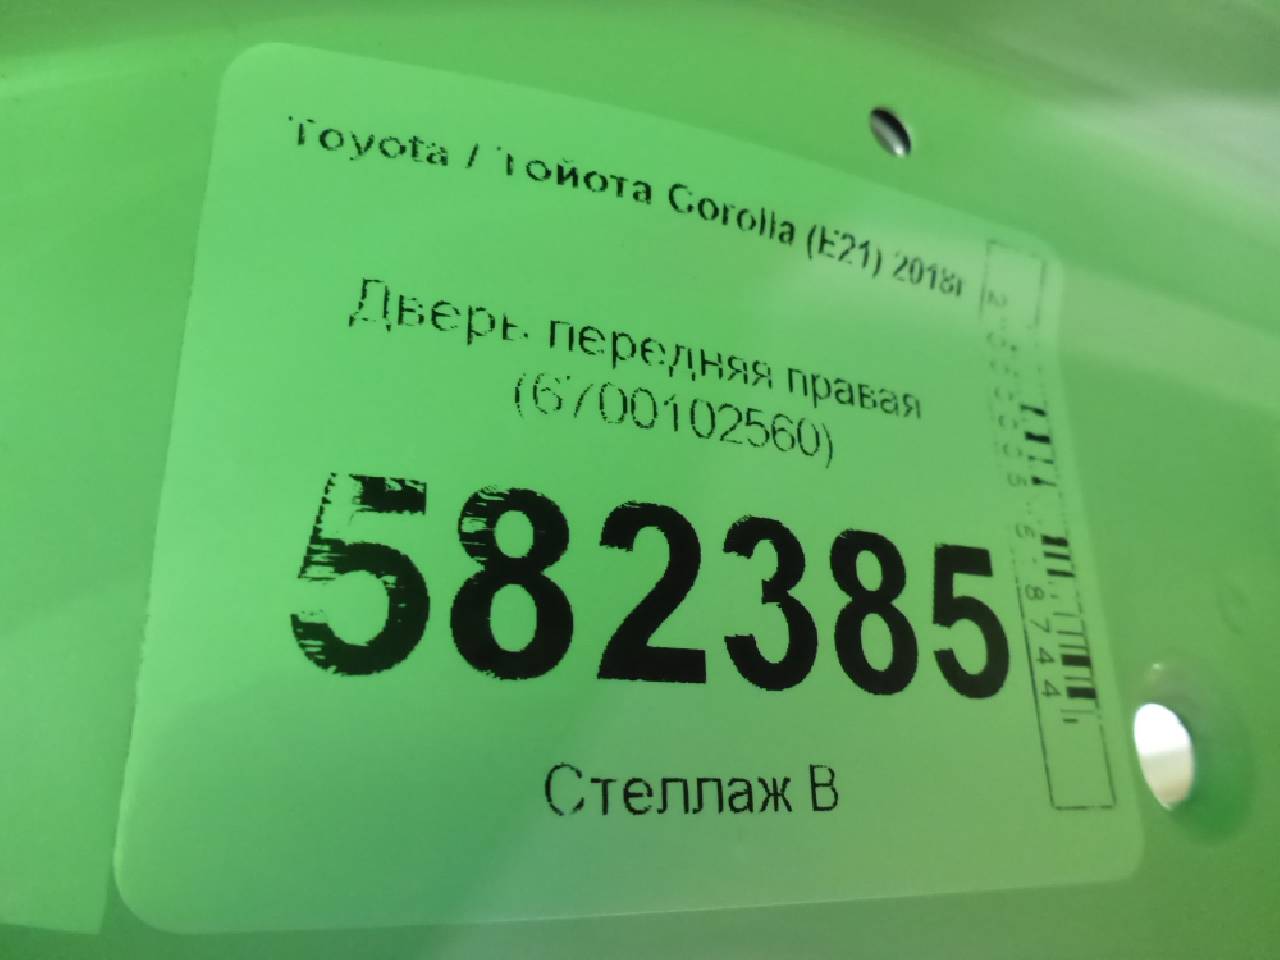 Toyota / Тойота Corolla (E21) 2018г
Дверь передняя правая
(6700102560)
582385
Стеллаж В